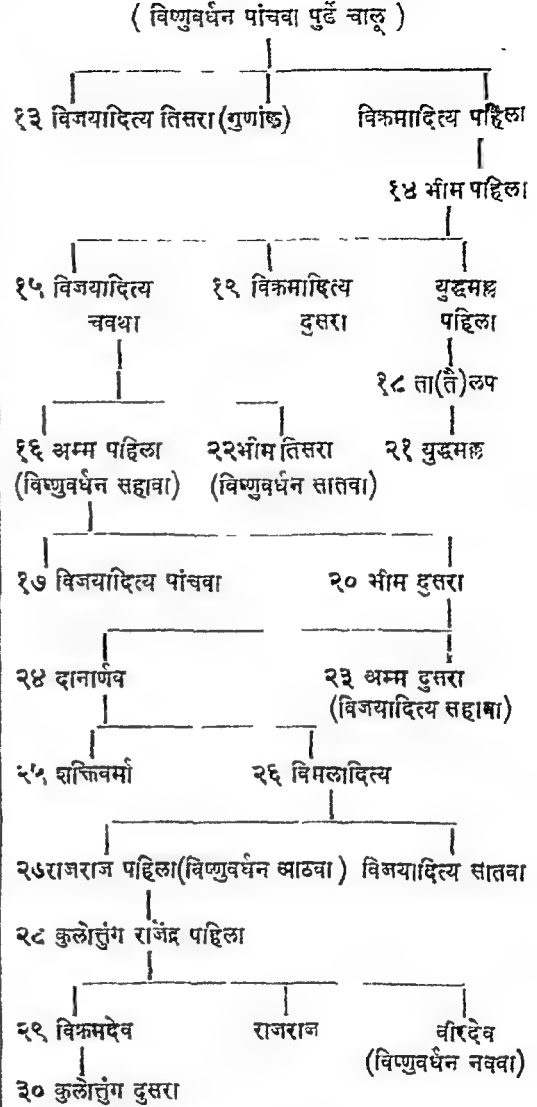 ( विष्णुवर्धन पांचवा पुढें चालू )
१३ विजयादित्य तिसरा (गुणांक) विक्रमादित्य पहिला
१४ भीम पहिला
१५ विजयादित्य १९ विक्रमादित्य युद्धमल्ल
चवथा दुसरा पहिला
१८ ता(तै)लप
१६ अम्म पहिला २२भीम तिसरा २१ युद्धमल्ल
(विष्णुवर्धन सहावा) (विष्णुवर्धन सातवा)
१७ विजयादित्य पांचवा २० भीम दुसरा
२४ दानार्णव २३ अम्म दुसरा
(विजयादित्य सहावा)
२५ शक्तिवर्मा २६ विमलादित्य
२७राजराज पहिला(विष्णुवर्धन आठवा ) विजयादित्य सातवा
२८ कुलोत्तुंग राजेंद्र पहिला
२९ विक्रमदेव राजराज वीरदेव
(विष्णुवर्धन नववा)
३० कुलोत्तुंग दुसरा